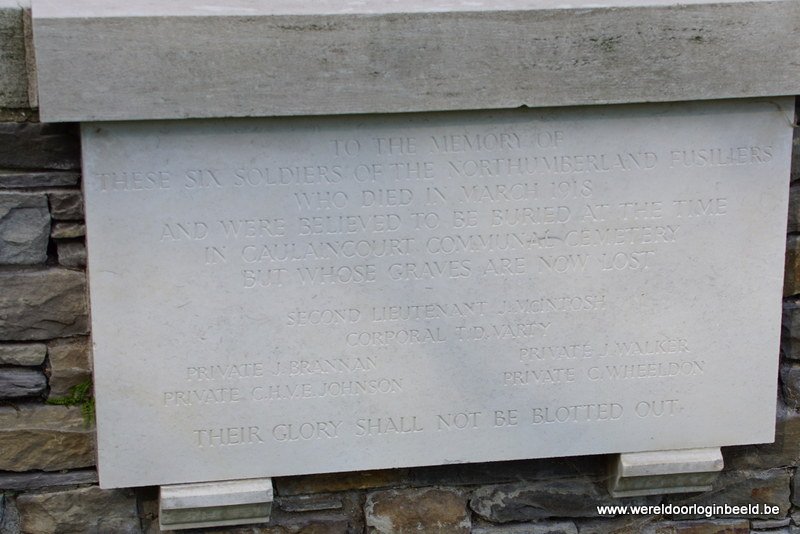 TO THE MEMORY OF
THESE SIX SOLDIERS OF THE NORTHUMBERLAND FUSILIERS
WHO DIED IN MARCH 1918
AND WERE BELIEVED TO BE BURIED AT THE TIME
IN CAULAINCOURT COMMUNAL CEMETERY
BUT WHOSE GRAVES ARE NOW LOST
SECOND LIEUTENANT J. McINTOSH
CORPORAL T.D. VARTY
PRIVATE J. BRANNAN
PRIVATE C.H.V.E. JOHNSON
PRIVATE J. WALKER
PRIVATE C. WHEELDON
THEIR GLORY SHALL NOT BE BLOTTED OUT
www.wereldoorloginbeeld.be